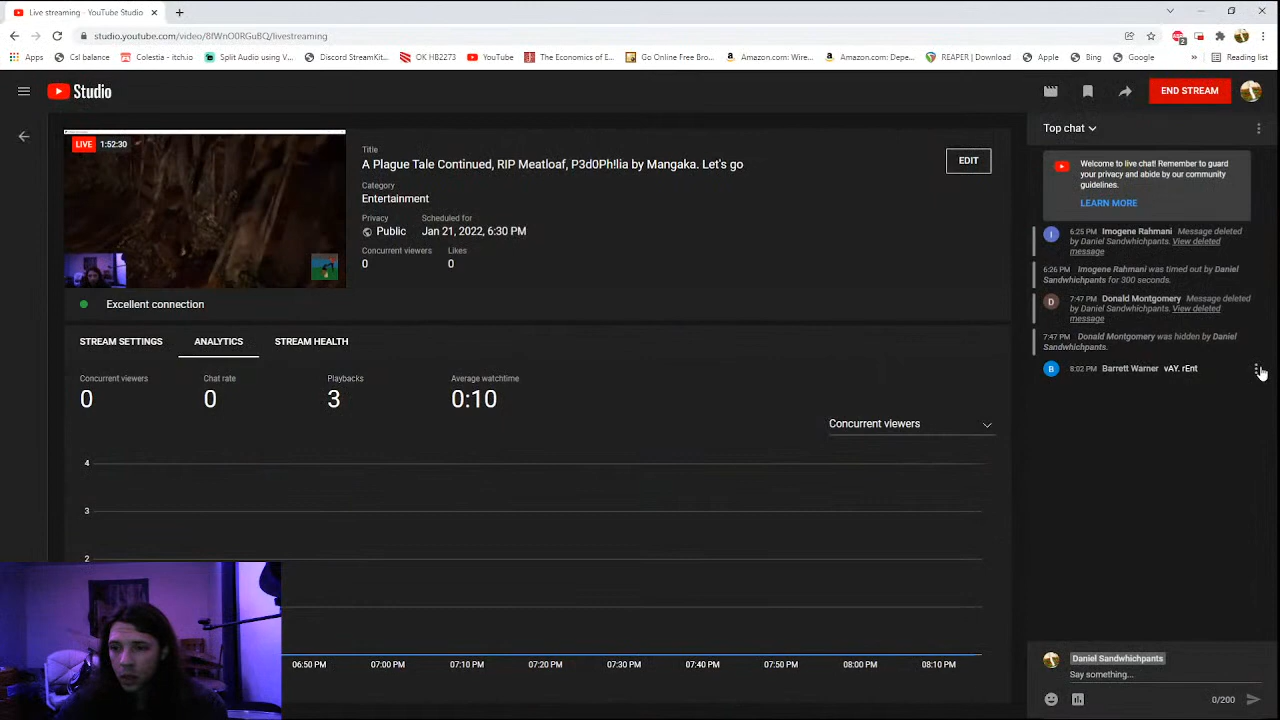 Live streaming - YouTube Studio
studio.youtube.com/video/8fWnO0RGuBQ/livestreaming
2
Apps
Csl balance
Colestia - itch.io
Split Audio using V...
Discord StreamKit...
OK HB2273
YouTube
The Economics of E...
Go Online Free Bro...
Amazon.com: Wire...
Amazon.com: Depe...
REAPER | Download
Apple
Bing
Google
Reading list
Studio
END STREAM
LIVE 1:52:30
Title
A Plague Tale Continued, RIP Meatloaf, P3d0Ph!lia by Mangaka. Let's go
EDIT
Category
Entertainment
Privacy
Public
Scheduled for
Jan 21, 2022, 6:30 PM
Concurrent viewers
0
Likes
0
Excellent connection
STREAM SETTINGS
ANALYTICS
STREAM HEALTH
Concurrent viewers
0
Chat rate
0
Playbacks
3
Average watchtime
0:10
Concurrent viewers
4
3
2
06:50 PM
07:00 PM
07:10 PM
07:20 PM
07:30 PM
07:40 PM
07:50 PM
08:00 PM
08:10 PM
Top chat
Welcome to live chat! Remember to guard
your privacy and abide by our community
guidelines.
LEARN MORE
I
6:25 PM Imogene Rahmani Message deleted
by Daniel Sandwhichpants. View deleted
message
6:26 PM Imogene Rahmani was timed out by Daniel
Sandwhichpants for 300 seconds.
D
7:47 PM Donald Montgomery Message deleted
by Daniel Sandwhichpants. View deleted
message
7:47 PM Donald Montgomery was hidden by Daniel
Sandwhichpants.
B
8:02 PM Barrett Warner vAY. rEnt
Daniel Sandwhichpants
Say something...
0/200